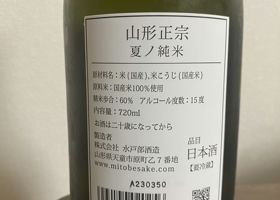 山形正宗
夏ノ純米
原材料名：米(国産)､米こうじ(国産米)
原料米：国産米100%使用
精米歩合：60% アルコール度数：15度
内容量：720ml
お酒は二十歳になってから
製造者
株式会社 水戸部酒造
山形県天童市原町乙7番地
www.mitobesake.com
品目
日本酒
【要冷蔵】
A230350